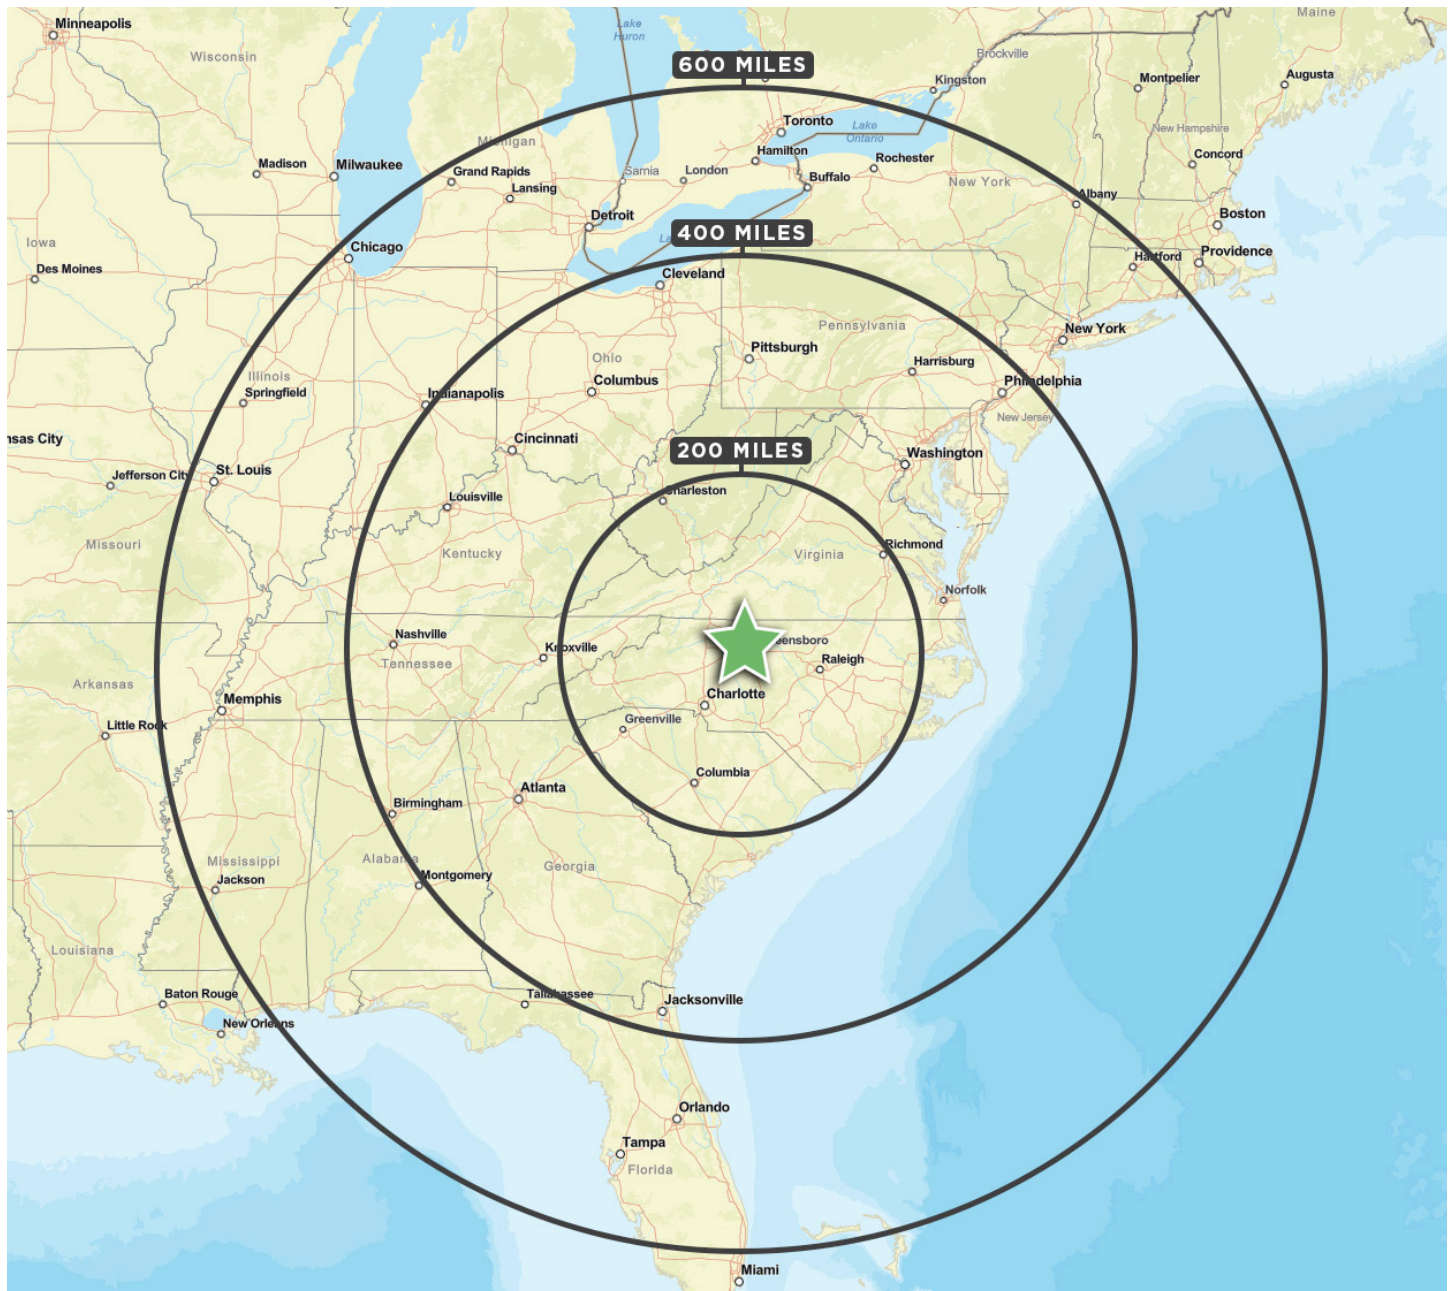 Minneapolis
Wisconsin
Lake
Huron
600 MILES
Brockville
Maine
Kingston
Montpelier
Augusta
Toronto
Lake
Ontario
New Hampshire
Michigan
Madison
Milwaukee
Grand Rapids
Lansing
Sarnia
London
Hamilton
Buffalo
Rochester
New York
Albany
Concord
Boston
Detroit
400 MILES
Iowa
Chicago
Des Moines
Cleveland
Hartford
Providence
Pennsylvania
New York
Pittsburgh
Harrisburg
Ohio
Columbus
Illinois
Springfield
Indianapolis
Philadelphia
New Jersey
nsas City
Cincinnati
200 MILES
Washington
Jefferson City
St. Louis
Louisville
Charleston
Missouri
Kentucky
Virginia
Richmond
Norfolk
Nashville
Tennessee
Knoxville
eensboro
Raleigh
Arkansas
Memphis
Charlotte
Little Rock
Greenville
Columbia
Atlanta
Birmingham
Mississippi
Alabama
Georgia
Jackson
Montgomery
Louisiana
Baton Rouge
Tallahassee
Jacksonville
New Orleans
Orlando
Tampa
Florida
Miami